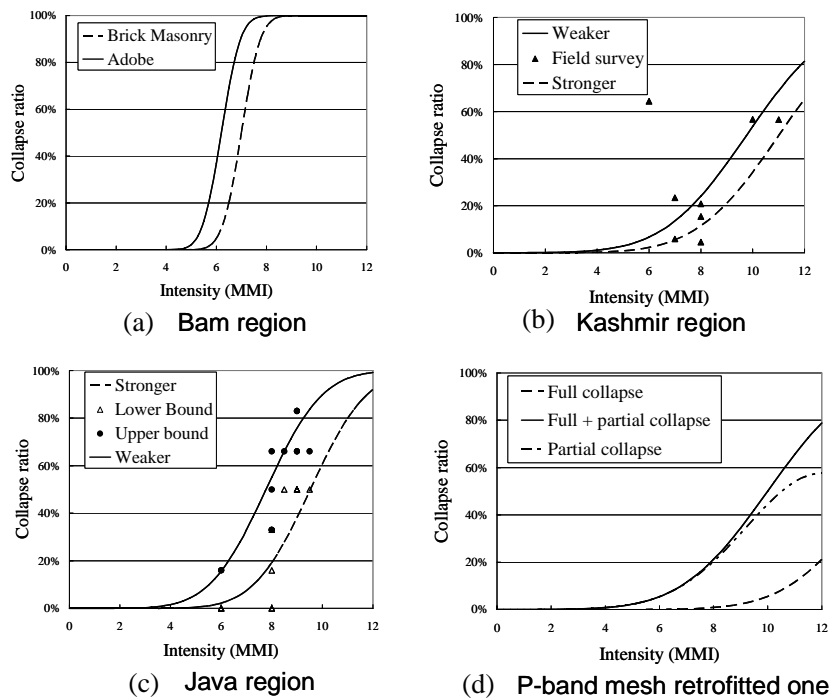 100%
80%
60%
40%
20%
0%
Collapse ratio
Brick Masonry
Adobe
0 2 4 6 8 10 12
Intensity (MMI)
(a) Bam region
100%
80%
60%
40%
20%
0%
Collapse ratio
Weaker
Field survey
Stronger
0 2 4 6 8 10 12
Intensity (MMI)
(b) Kashmir region
100%
80%
60%
40%
20%
0%
Collapse ratio
Stronger
Lower Bound
Upper bound
Weaker
0 2 4 6 8 10 12
Intensity (MMI)
(c) Java region
100%
80%
60%
40%
20%
0%
Collapse ratio
Full collapse
Full + partial collapse
Partial collapse
0 2 4 6 8 10 12
Intensity (MMI)
(d) P-band mesh retrofitted one